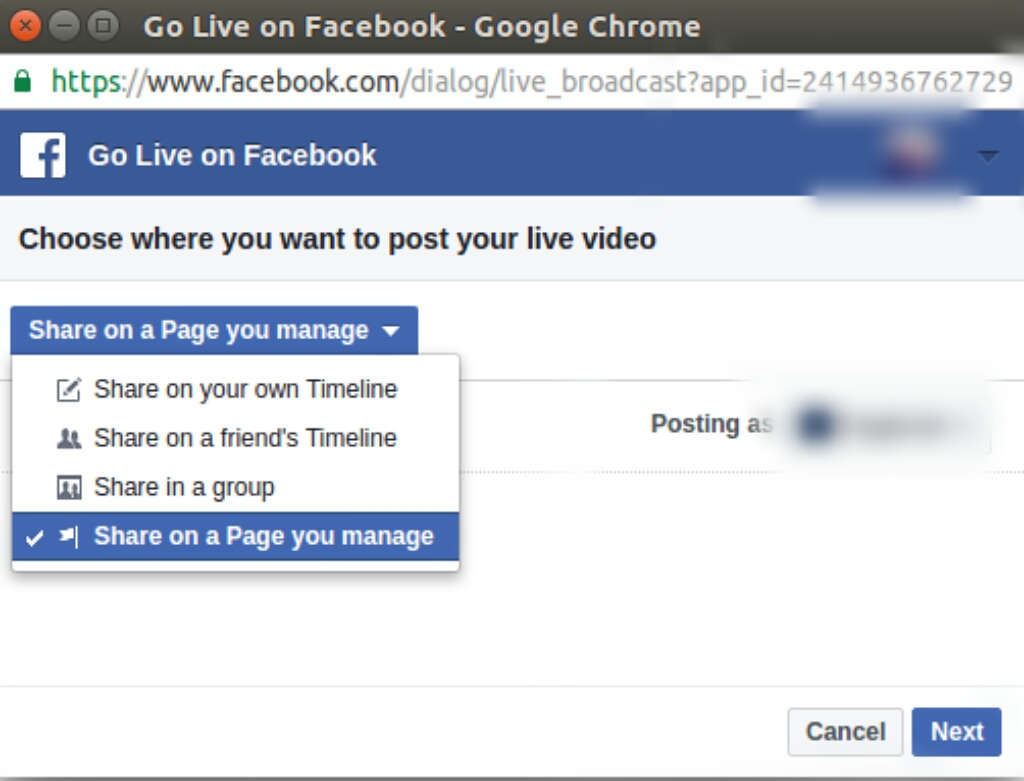 Go Live on Facebook - Google Chrome
https://www.facebook.com/dialog/live_broadcast?app_id=2414936762729
Go Live on Facebook
Choose where you want to post your live video
Share on a Page you manage
Share on your own Timeline
Share on a friend's Timeline
Posting as
Share in a group
Share on a Page you manage
Cancel
Next